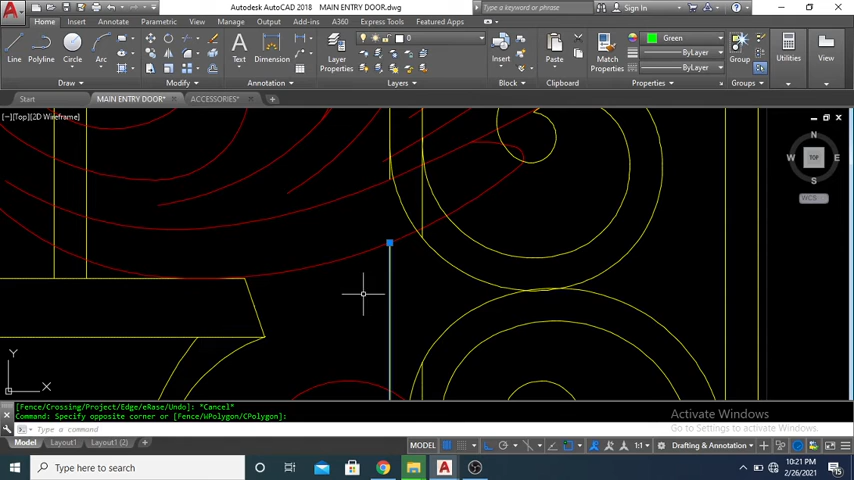 Autodesk AutoCAD 2018   MAIN ENTRY DOOR.dwg
Type a keyword or phrase
Sign In
Home Insert Annotate Parametric View Manage Output Add-ins A360 Express Tools Featured Apps
0
Green
ByLayer
ByLayer
Line Polyline Circle Arc
Text Dimension
Layer
Properties
Insert
Paste
Match
Properties
Group
Utilities
View
Draw Modify Annotation Layers Block Clipboard Properties Groups
Start MAIN ENTRY DOOR* ACCESSORIES*
[−][Top][2D Wireframe]
N
W TOP E
S
WCS
Y
X
[Fence/Crossing/Project/Edge/eRase/Undo]: *Cancel*
Command: Specify opposite corner or [Fence/WPolygon/CPolygon]:
Type a command
Activate Windows
Go to Settings to activate Windows.
Model Layout1 Layout1 (2) +
MODEL 1:1 Drafting & Annotation
Type here to search
10:21 PM
2/26/2021